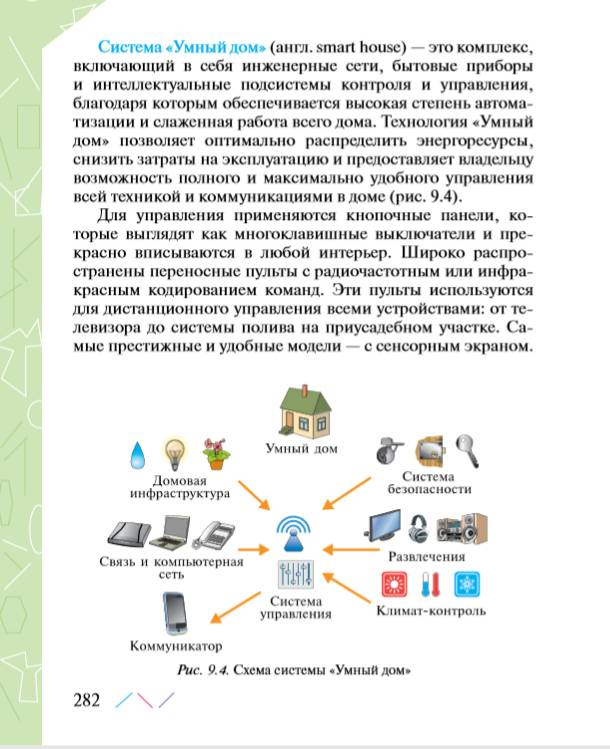 Система «Умный дом» (англ. smart house) — это комплекс,
включающий в себя инженерные сети, бытовые приборы
и интеллектуальные подсистемы контроля и управления,
благодаря которым обеспечивается высокая степень автома-
тизации и слаженная работа всего дома. Технология «Умный
дом» позволяет оптимально распределить энергоресурсы,
снизить затраты на эксплуатацию и предоставляет владельцу
возможность полного и максимально удобного управления
всей техникой и коммуникациями в доме (рис. 9.4).
Для управления применяются кнопочные панели, ко-
торые выглядят как многоклавишные выключатели и пре-
красно вписываются в любой интерьер. Широко распро-
странены переносные пульты с радиочастотным или инфра-
красным кодированием команд. Эти пульты используются
для дистанционного управления всеми устройствами: от те-
левизора до системы полива на приусадебном участке. Са-
мые престижные и удобные модели — с сенсорным экраном.
Умный дом
Домовая
инфраструктура
Система
безопасности
Связь и компьютерная
сеть
Развлечения
Система
управления
Климат-контроль
Коммуникатор
Рис. 9.4. Схема системы «Умный дом»
282